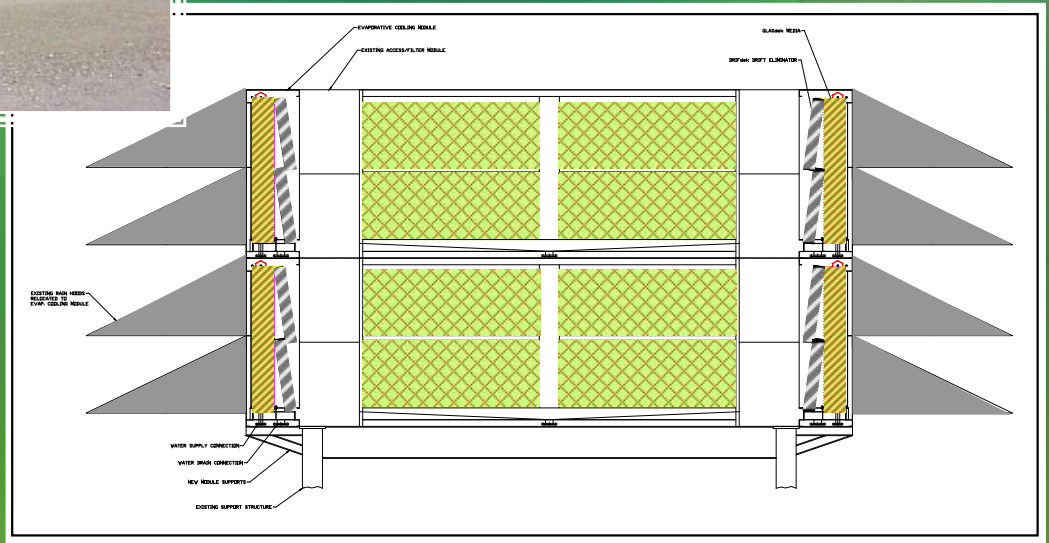 EVAPORATIVE COOLING MODULE
EXISTING ACCESS/FILTER MODULE
GLASdek MEDIA
DRIFdek DRIFT ELIMINATOR
EXISTING RAIN HOODS
RELOCATED TO
EVAP. COOLING MODULE
WATER SUPPLY CONNECTION
WATER DRAIN CONNECTION
NEW MODULE SUPPORTS
EXISTING SUPPORT STRUCTURE